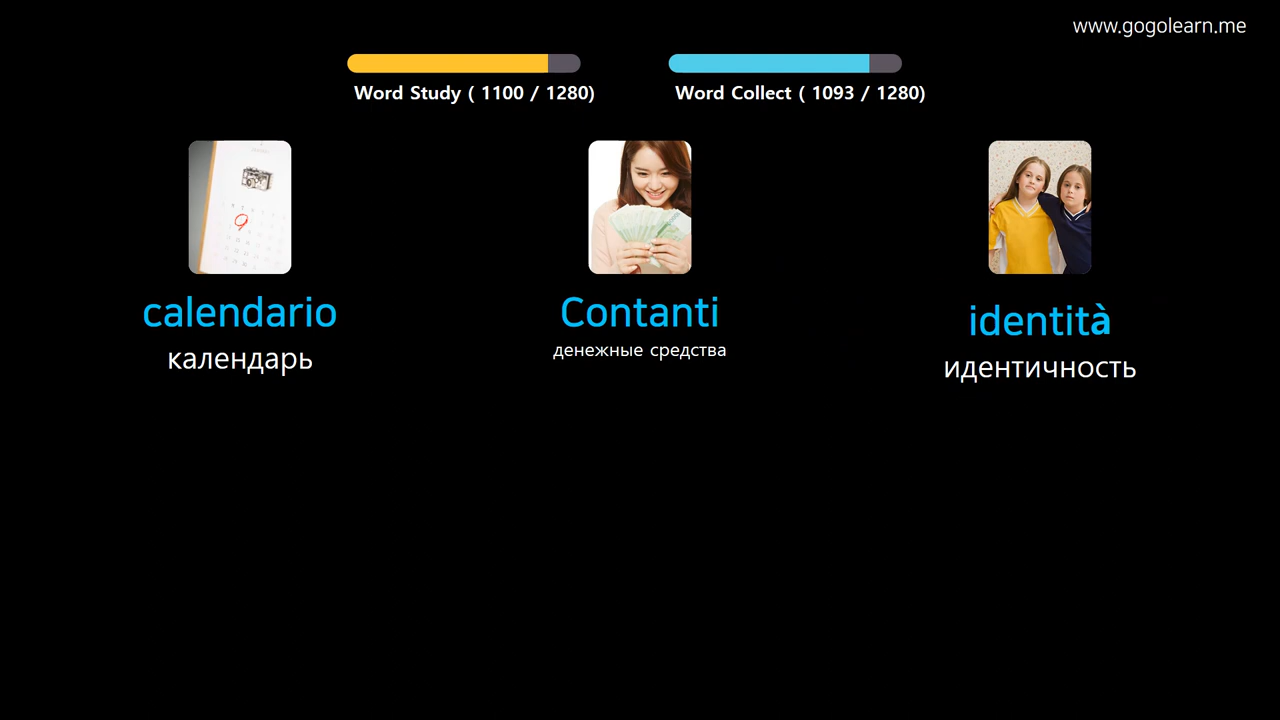 www.gogolearn.me
Word Study ( 1100 / 1280)
Word Collect ( 1093 / 1280)
calendario
календарь
Contanti
денежные средства
identità
идентичность